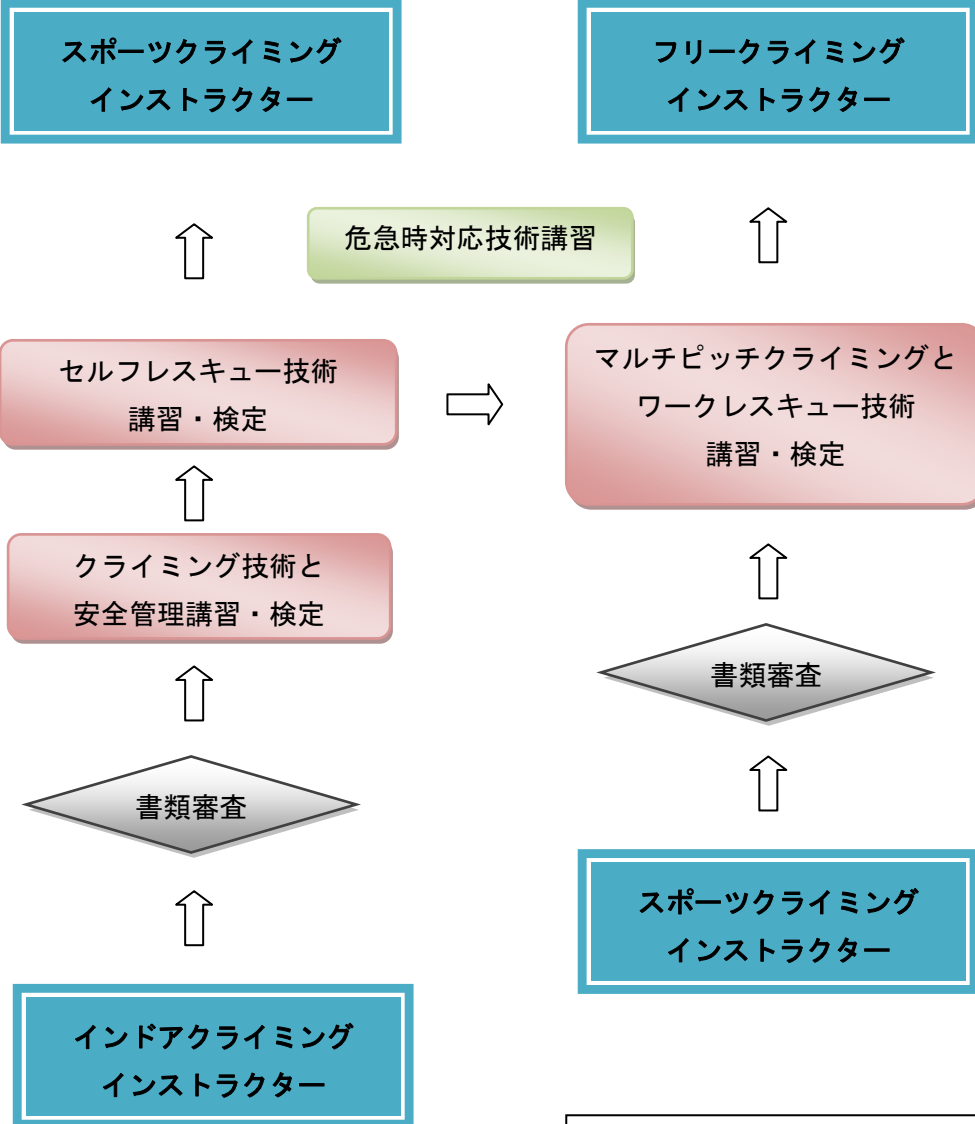 スポーツクライミング
インストラクター
フリークライミング
インストラクター
危急時対応技術講習
セルフレスキュー技術
講習・検定
マルチピッチクライミングと
ワークレスキュー技術
講習・検定
クライミング技術と
安全管理講習・検定
書類審査
書類審査
スポーツクライミング
インストラクター
インドアクライミング
インストラクター